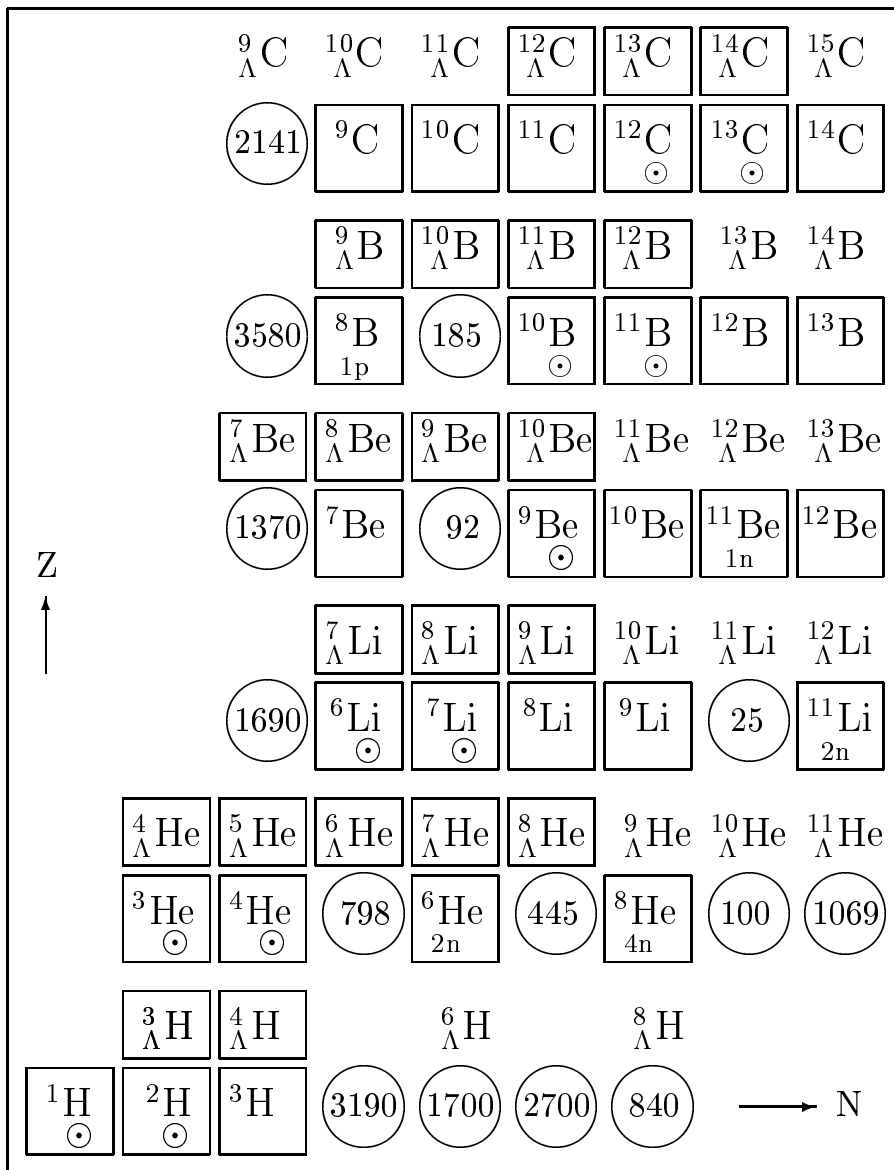 ⁹ΛC ¹⁰ΛC ¹¹ΛC ¹²ΛC ¹³ΛC ¹⁴ΛC ¹⁵ΛC
2141 ⁹C ¹⁰C ¹¹C ¹²C ¹³C ¹⁴C
⊙ ⊙
⁹ΛB ¹⁰ΛB ¹¹ΛB ¹²ΛB ¹³ΛB ¹⁴ΛB
3580 ⁸B 185 ¹⁰B ¹¹B ¹²B ¹³B
1p ⊙ ⊙
⁷ΛBe ⁸ΛBe ⁹ΛBe ¹⁰ΛBe ¹¹ΛBe ¹²ΛBe ¹³ΛBe
1370 ⁷Be 92 ⁹Be ¹⁰Be ¹¹Be ¹²Be
⊙ 1n
Z
⁷ΛLi ⁸ΛLi ⁹ΛLi ¹⁰ΛLi ¹¹ΛLi ¹²ΛLi
1690 ⁶Li ⁷Li ⁸Li ⁹Li 25 ¹¹Li
⊙ ⊙ 2n
⁴ΛHe ⁵ΛHe ⁶ΛHe ⁷ΛHe ⁸ΛHe ⁹ΛHe ¹⁰ΛHe ¹¹ΛHe
³He ⁴He 798 ⁶He 445 ⁸He 100 1069
⊙ ⊙ 2n 4n
³ΛH ⁴ΛH ⁶ΛH ⁸ΛH
¹H ²H ³H 3190 1700 2700 840 N
⊙ ⊙